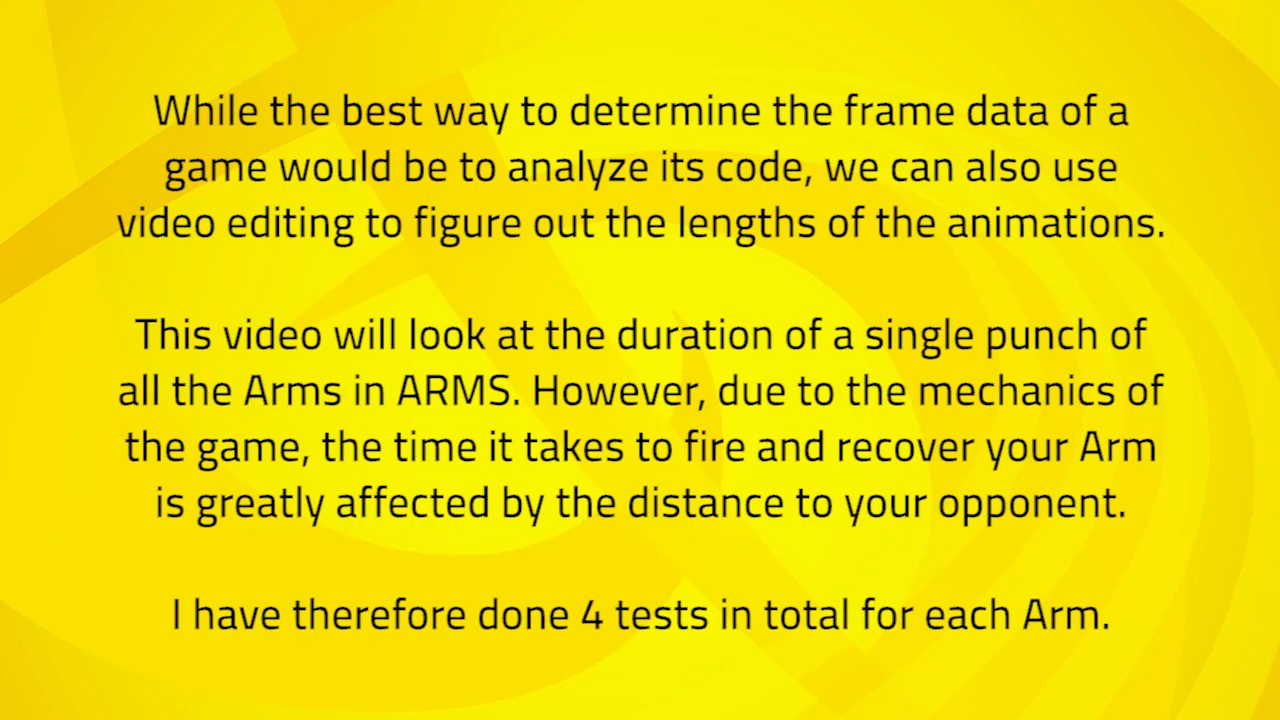 While the best way to determine the frame data of a
game would be to analyze its code, we can also use
video editing to figure out the lengths of the animations.
This video will look at the duration of a single punch of
all the Arms in ARMS. However, due to the mechanics of
the game, the time it takes to fire and recover your Arm
is greatly affected by the distance to your opponent.
I have therefore done 4 tests in total for each Arm.